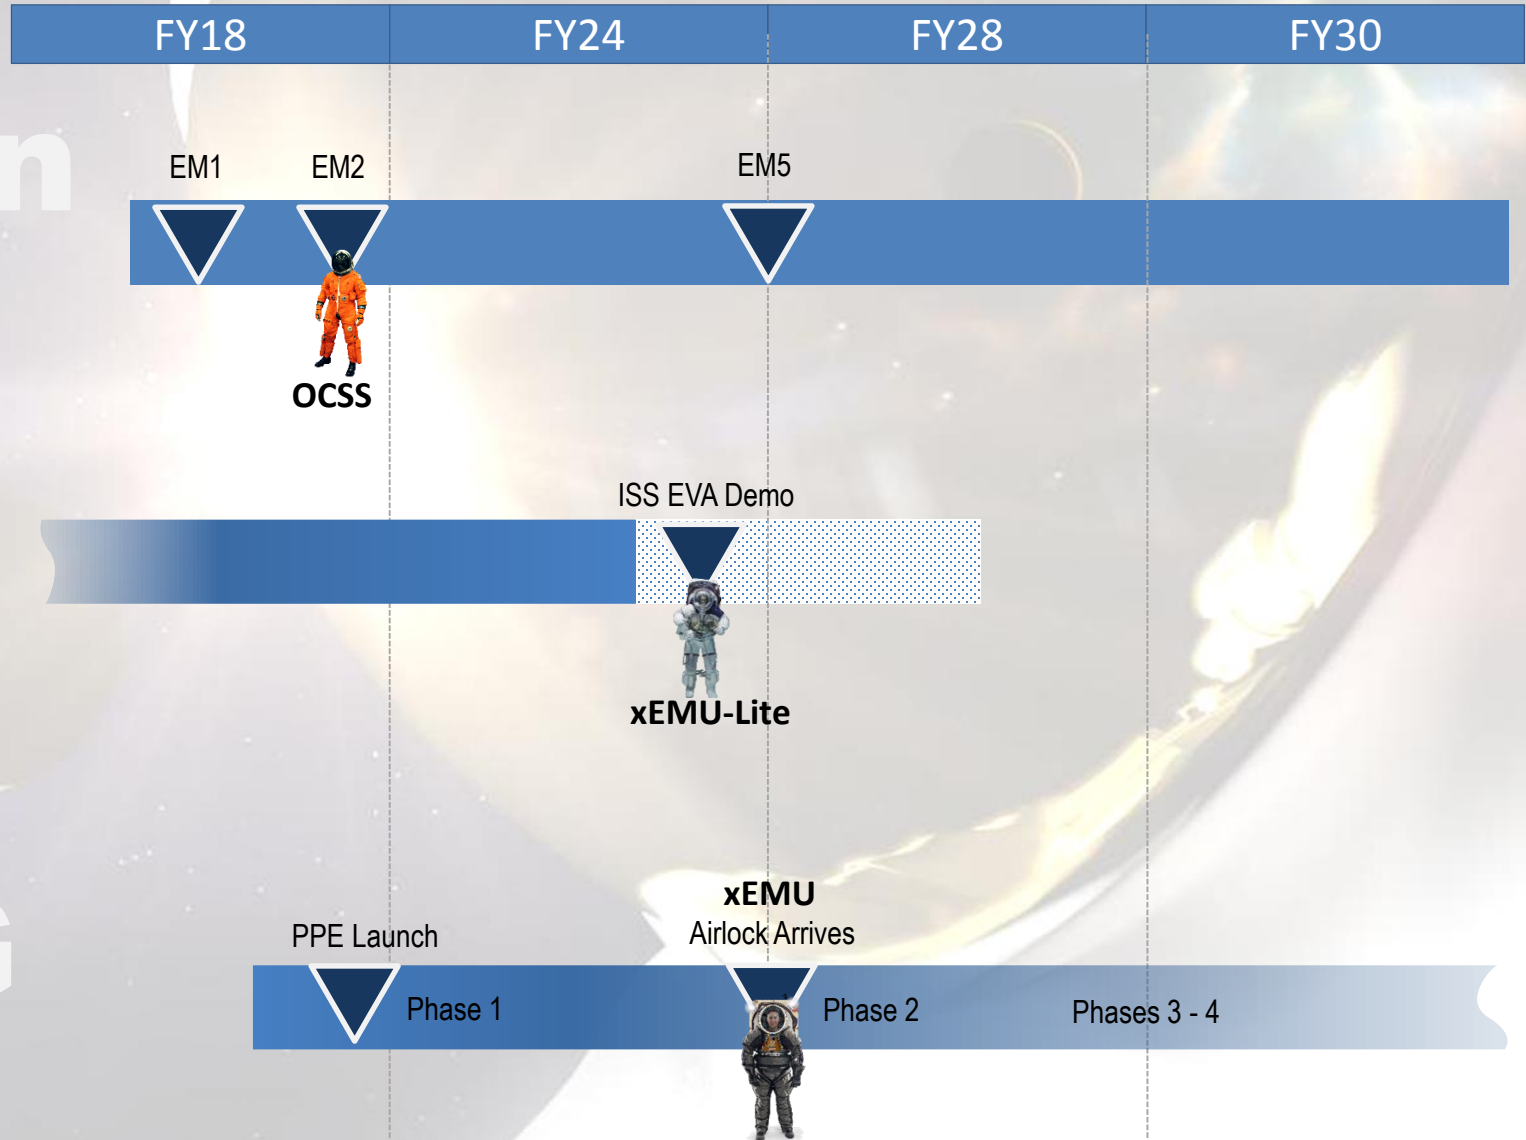 FY18 FY24 FY28 FY30
EM1 EM2 EM5
OCSS
ISS EVA Demo
xEMU-Lite
xEMU
PPE Launch Airlock Arrives
Phase 1 Phase 2 Phases 3 - 4